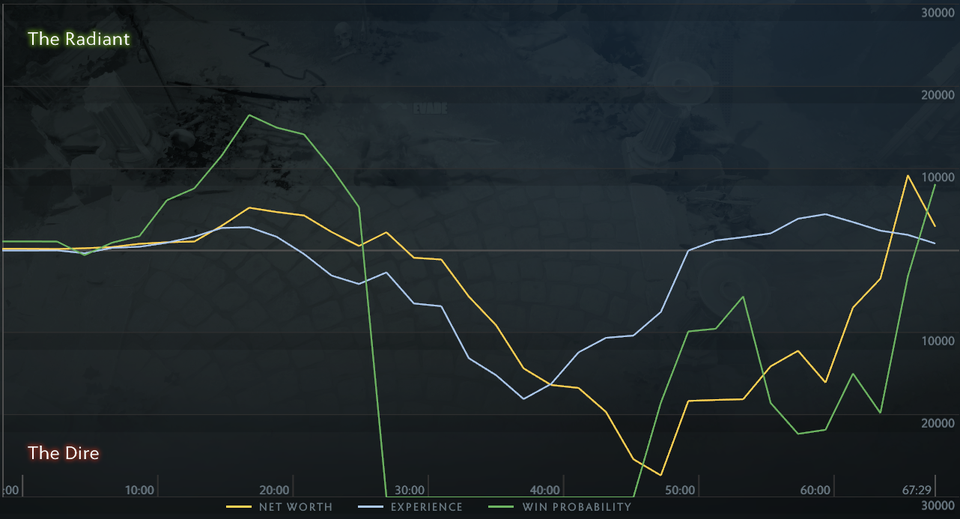 30000
The Radiant
20000
EVADE
10000
10000
20000
The Dire
:00 10:00 20:00 30:00 40:00 50:00 60:00 67:29
NET WORTH EXPERIENCE WIN PROBABILITY 30000